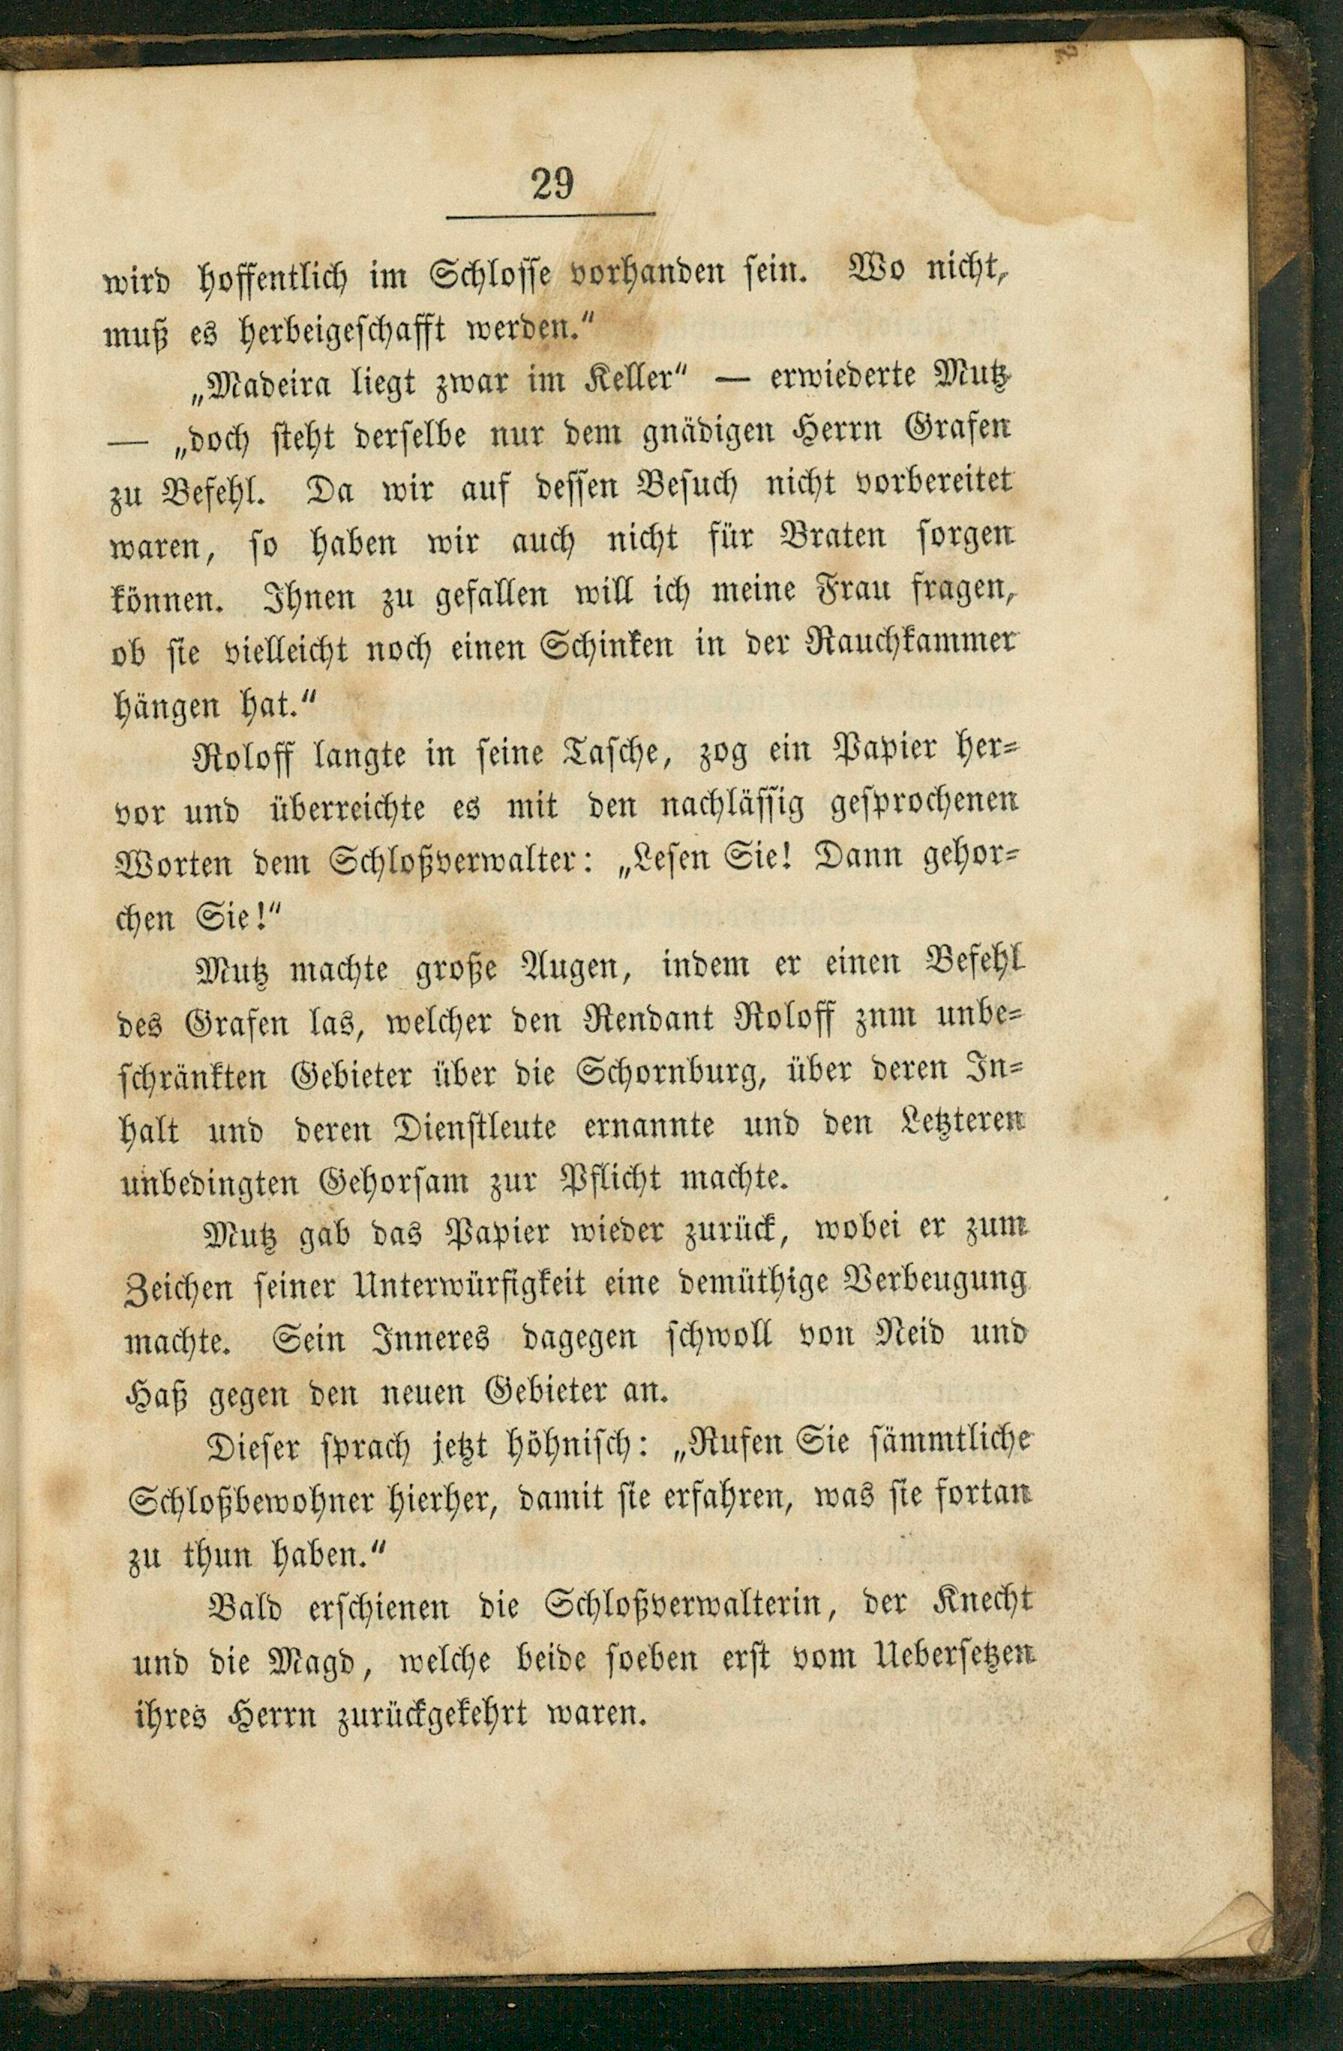 29
wird hoffentlich im Schlosse vorhanden sein. Wo nicht,
muß es herbeigeschafft werden.“
„Madeira liegt zwar im Keller“ — erwiederte Mutz
— „doch steht derselbe nur dem gnädigen Herrn Grafen
zu Befehl. Da wir auf dessen Besuch nicht vorbereitet
waren, so haben wir auch nicht für Braten sorgen
können. Ihnen zu gefallen will ich meine Frau fragen,
ob sie vielleicht noch einen Schinken in der Rauchkammer
hängen hat.“
Roloff langte in seine Tasche, zog ein Papier her-
vor und überreichte es mit den nachlässig gesprochenen
Worten dem Schloßverwalter: „Lesen Sie! Dann gehor-
chen Sie!“
Mutz machte große Augen, indem er einen Befehl
des Grafen las, welcher den Rendant Roloff znm unbe-
schränkten Gebieter über die Schornburg, über deren In-
halt und deren Dienstleute ernannte und den Letzteren
unbedingten Gehorsam zur Pflicht machte.
Mutz gab das Papier wieder zurück, wobei er zum
Zeichen seiner Unterwürfigkeit eine demüthige Verbeugung
machte. Sein Inneres dagegen schwoll von Neid und
Haß gegen den neuen Gebieter an.
Dieser sprach jetzt höhnisch: „Rufen Sie sämmtliche
Schloßbewohner hierher, damit sie erfahren, was sie fortan
zu thun haben.“
Bald erschienen die Schloßverwalterin, der Knecht
und die Magd, welche beide soeben erst vom Uebersetzen
ihres Herrn zurückgekehrt waren.